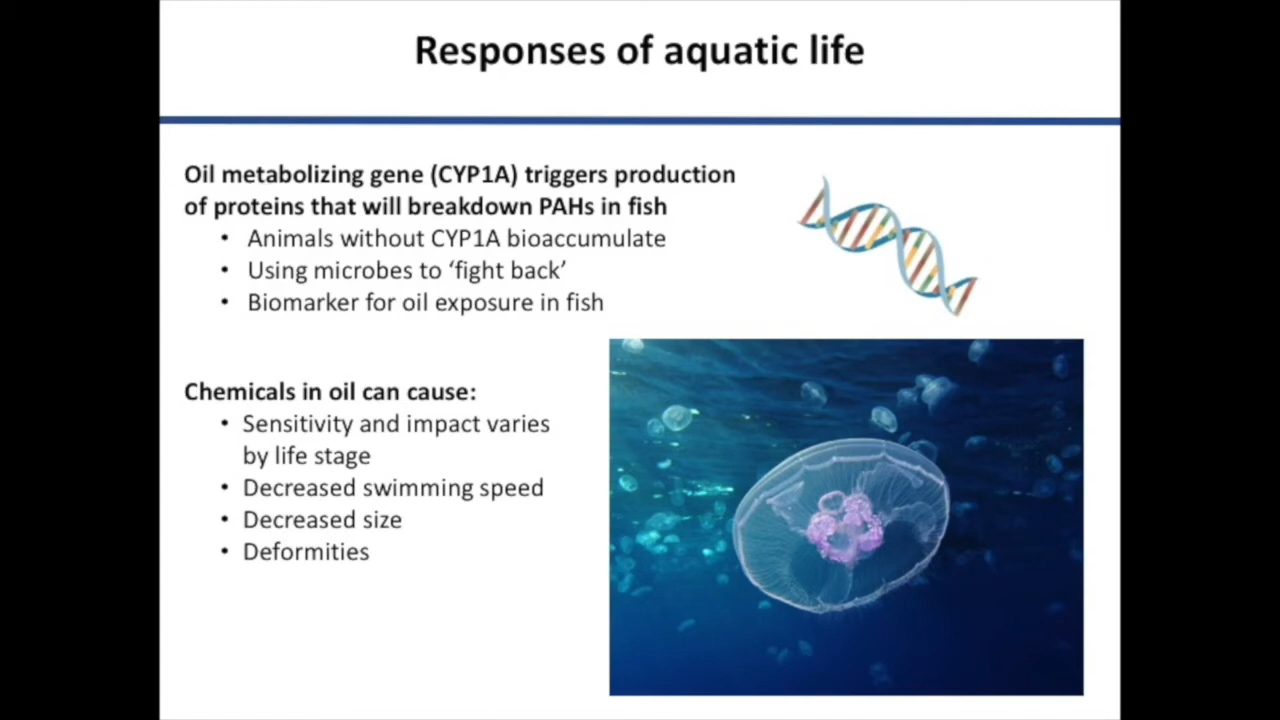 Responses of aquatic life
Oil metabolizing gene (CYP1A) triggers production
of proteins that will breakdown PAHs in fish
• Animals without CYP1A bioaccumulate
• Using microbes to ‘fight back’
• Biomarker for oil exposure in fish
Chemicals in oil can cause:
• Sensitivity and impact varies
by life stage
• Decreased swimming speed
• Decreased size
• Deformities